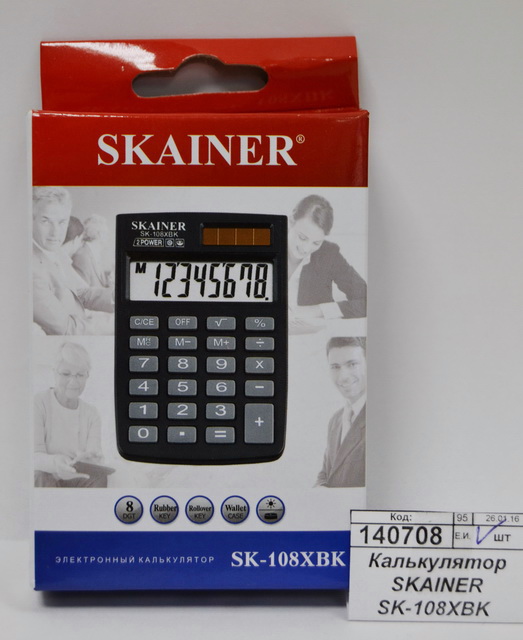 SKAINER®
SKAINER
SK-108XBK
2 POWER
M 12345678.
C/CE OFF √ %
M− M+ ÷
7 8 9 x
4 5 6 −
1 2 3 +
0 . =
8 DGT
Rubber KEY
Rollover KEY
Wallet CASE
ЭЛЕКТРОННЫЙ КАЛЬКУЛЯТОР SK-108XBK
Код: 95 26.01.16
140708 Е.И. шт
Калькулятор
SKAINER
SK-108XBK